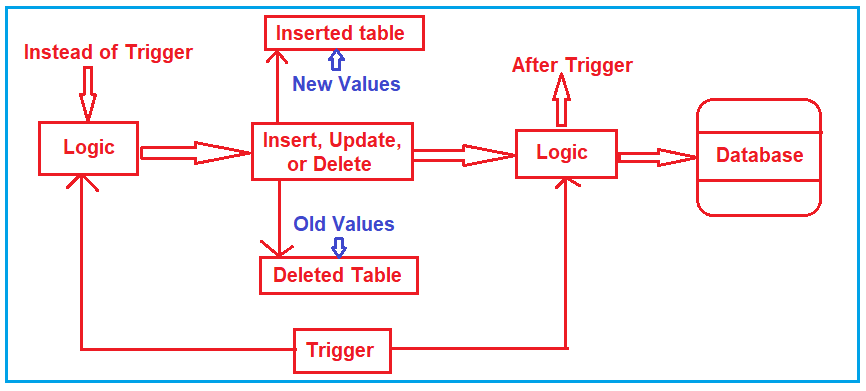 Inserted table
Instead of Trigger
New Values
After Trigger
Logic
Insert, Update,
or Delete
Logic
Database
Old Values
Deleted Table
Trigger